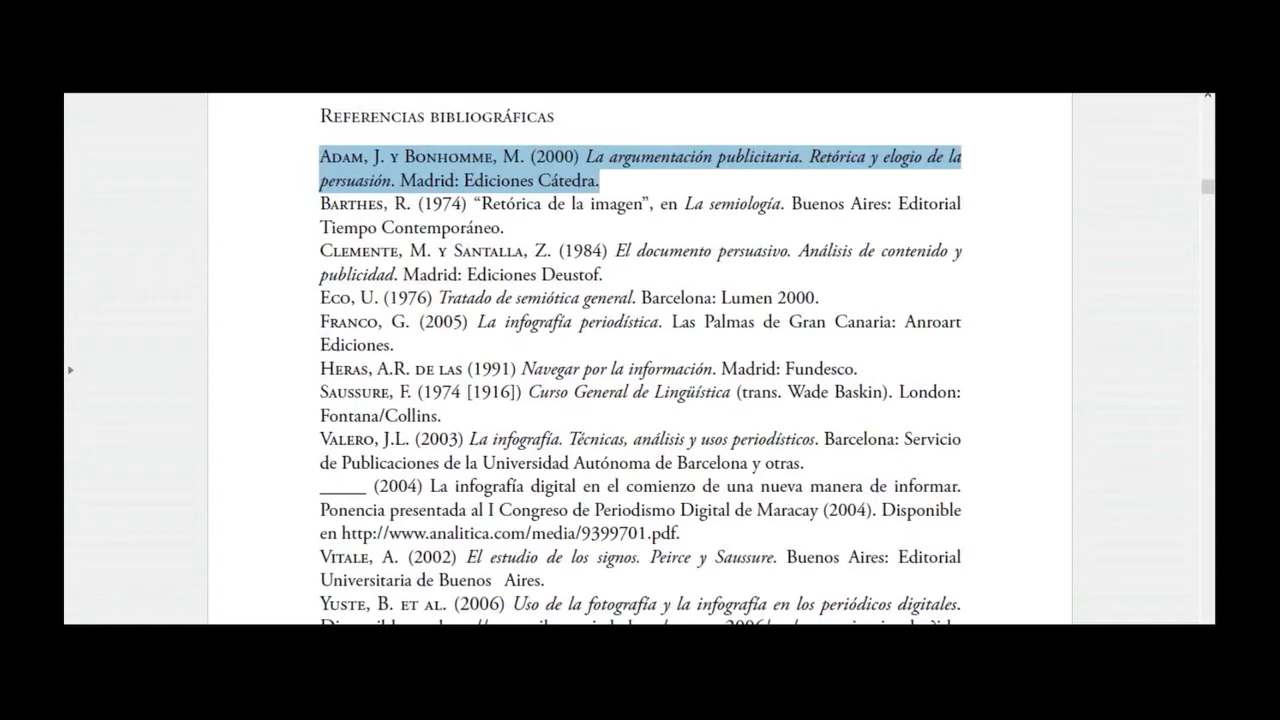 Referencias bibliográficas
Adam, J. y Bonhomme, M. (2000) La argumentación publicitaria. Retórica y elogio de la
persuasión. Madrid: Ediciones Cátedra.
Barthes, R. (1974) “Retórica de la imagen”, en La semiología. Buenos Aires: Editorial
Tiempo Contemporáneo.
Clemente, M. y Santalla, Z. (1984) El documento persuasivo. Análisis de contenido y
publicidad. Madrid: Ediciones Deustof.
Eco, U. (1976) Tratado de semiótica general. Barcelona: Lumen 2000.
Franco, G. (2005) La infografía periodística. Las Palmas de Gran Canaria: Anroart
Ediciones.
Heras, A.R. de las (1991) Navegar por la información. Madrid: Fundesco.
Saussure, F. (1974 [1916]) Curso General de Lingüística (trans. Wade Baskin). London:
Fontana/Collins.
Valero, J.L. (2003) La infografía. Técnicas, análisis y usos periodísticos. Barcelona: Servicio
de Publicaciones de la Universidad Autónoma de Barcelona y otras.
_____ (2004) La infografía digital en el comienzo de una nueva manera de informar.
Ponencia presentada al I Congreso de Periodismo Digital de Maracay (2004). Disponible
en http://www.analitica.com/media/9399701.pdf.
Vitale, A. (2002) El estudio de los signos. Peirce y Saussure. Buenos Aires: Editorial
Universitaria de Buenos Aires.
Yuste, B. et al. (2006) Uso de la fotografía y la infografía en los periódicos digitales.